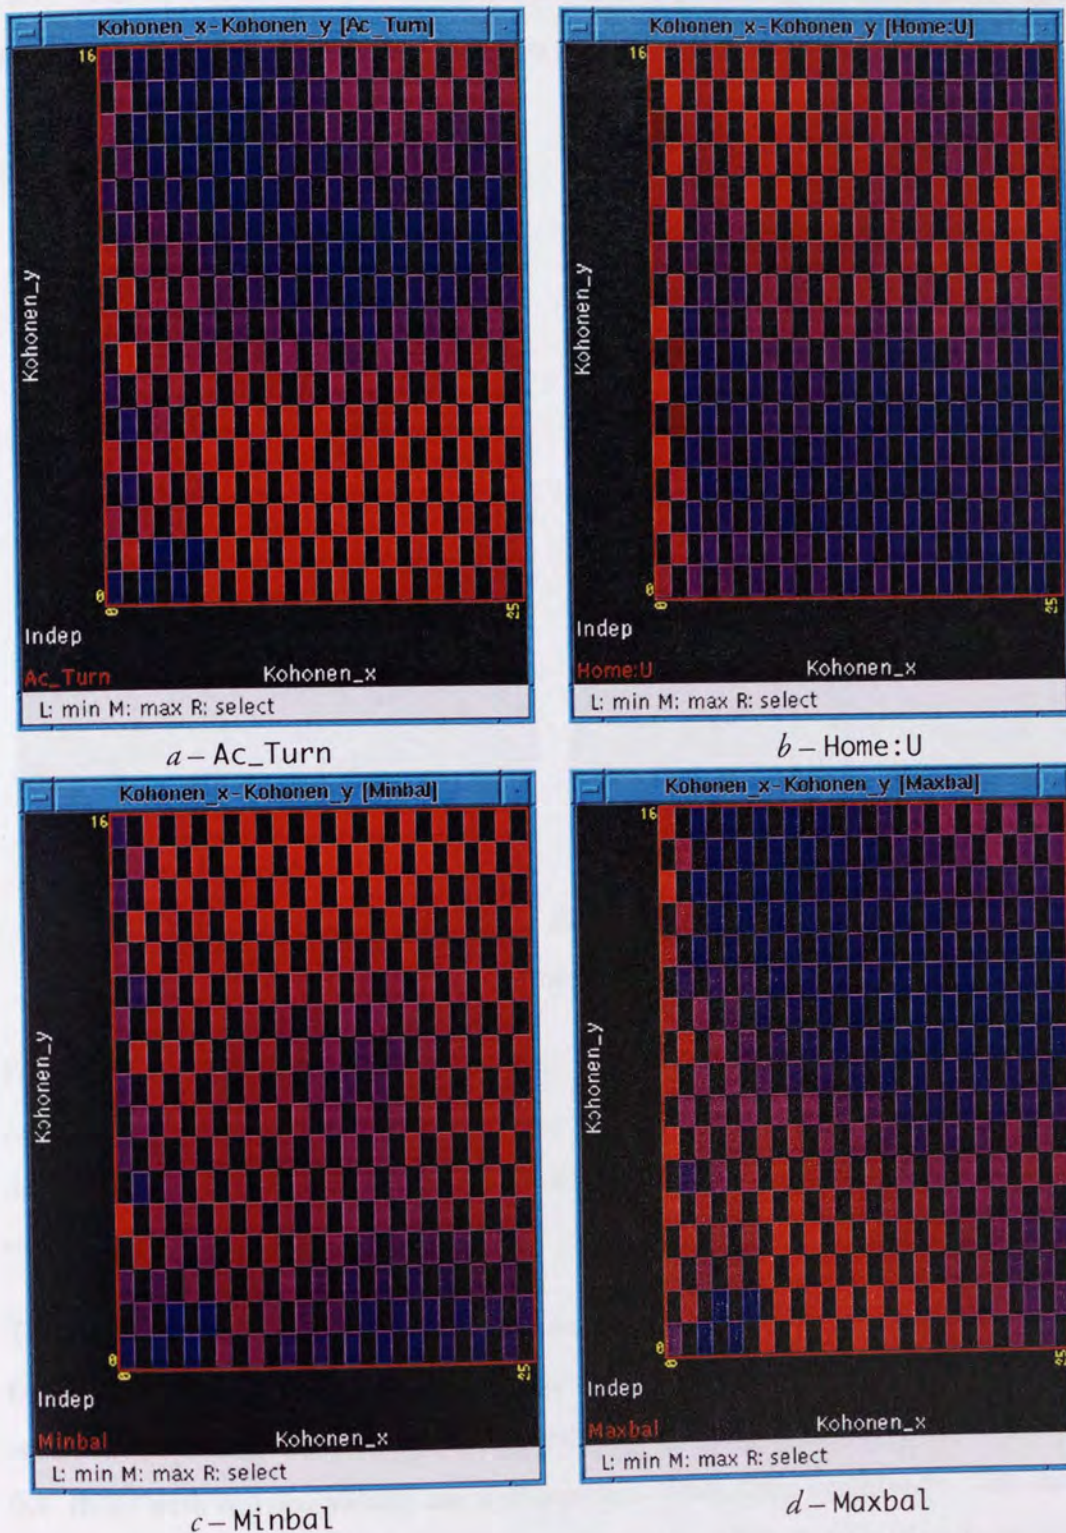 Kohonen_x-Kohonen_y [Ac_Turn]
16
Kohonen_y
0
0
25
Indep
Ac_Turn
Kohonen_x
L: min M: max R: select
a – Ac_Turn
Kohonen_x-Kohonen_y [Home:U]
16
Kohonen_y
0
0
25
Indep
Home:U
Kohonen_x
L: min M: max R: select
b – Home:U
Kohonen_x-Kohonen_y [Minbal]
16
Kohonen_y
0
0
25
Indep
Minbal
Kohonen_x
L: min M: max R: select
c – Minbal
Kohonen_x-Kohonen_y [Maxbal]
16
Kohonen_y
0
0
25
Indep
Maxbal
Kohonen_x
L: min M: max R: select
d – Maxbal